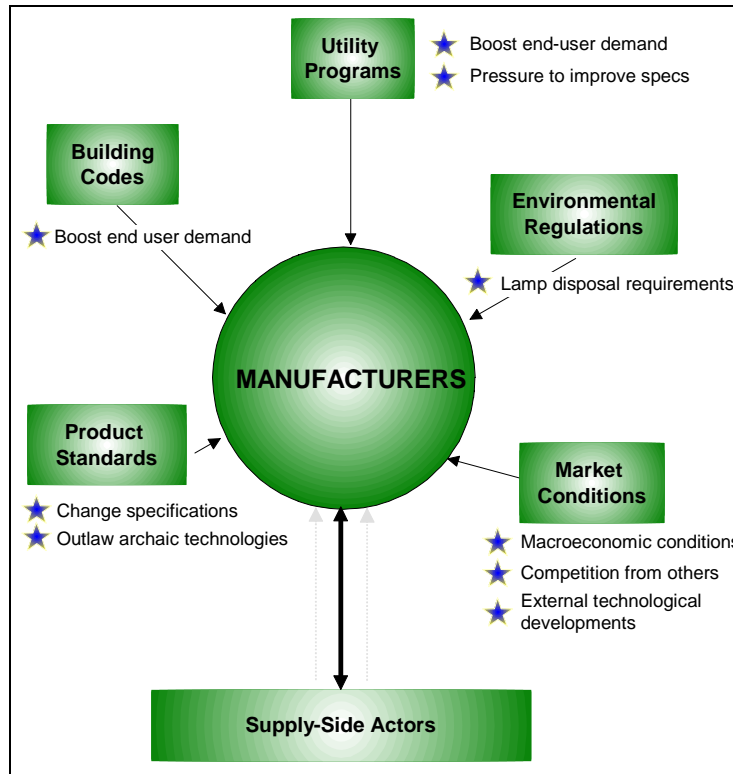 Utility
Programs
Boost end-user demand
Pressure to improve specs
Building
Codes
Boost end user demand
Environmental
Regulations
Lamp disposal requirements
MANUFACTURERS
Product
Standards
Change specifications
Outlaw archaic technologies
Market
Conditions
Macroeconomic conditions
Competition from others
External technological
developments
Supply-Side Actors